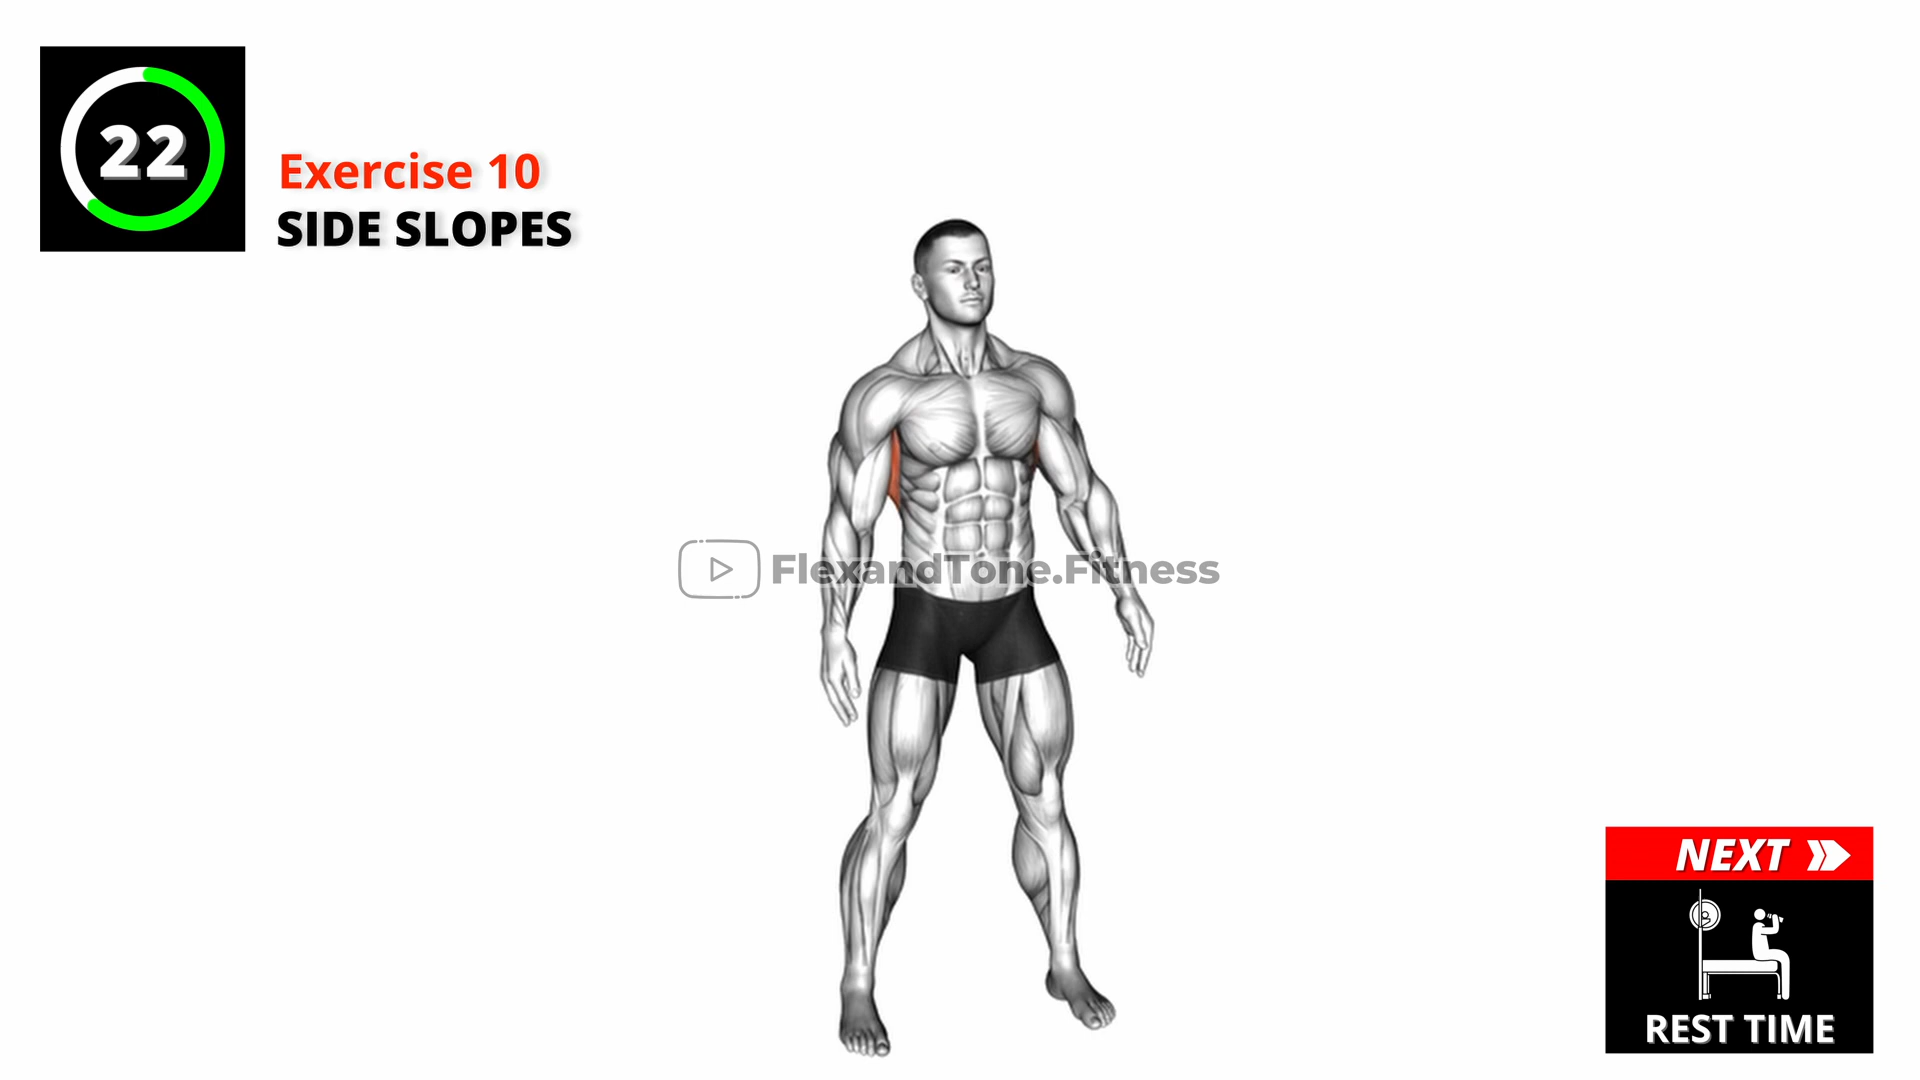 22
Exercise 10
SIDE SLOPES
FlexandTone.Fitness
NEXT
REST TIME